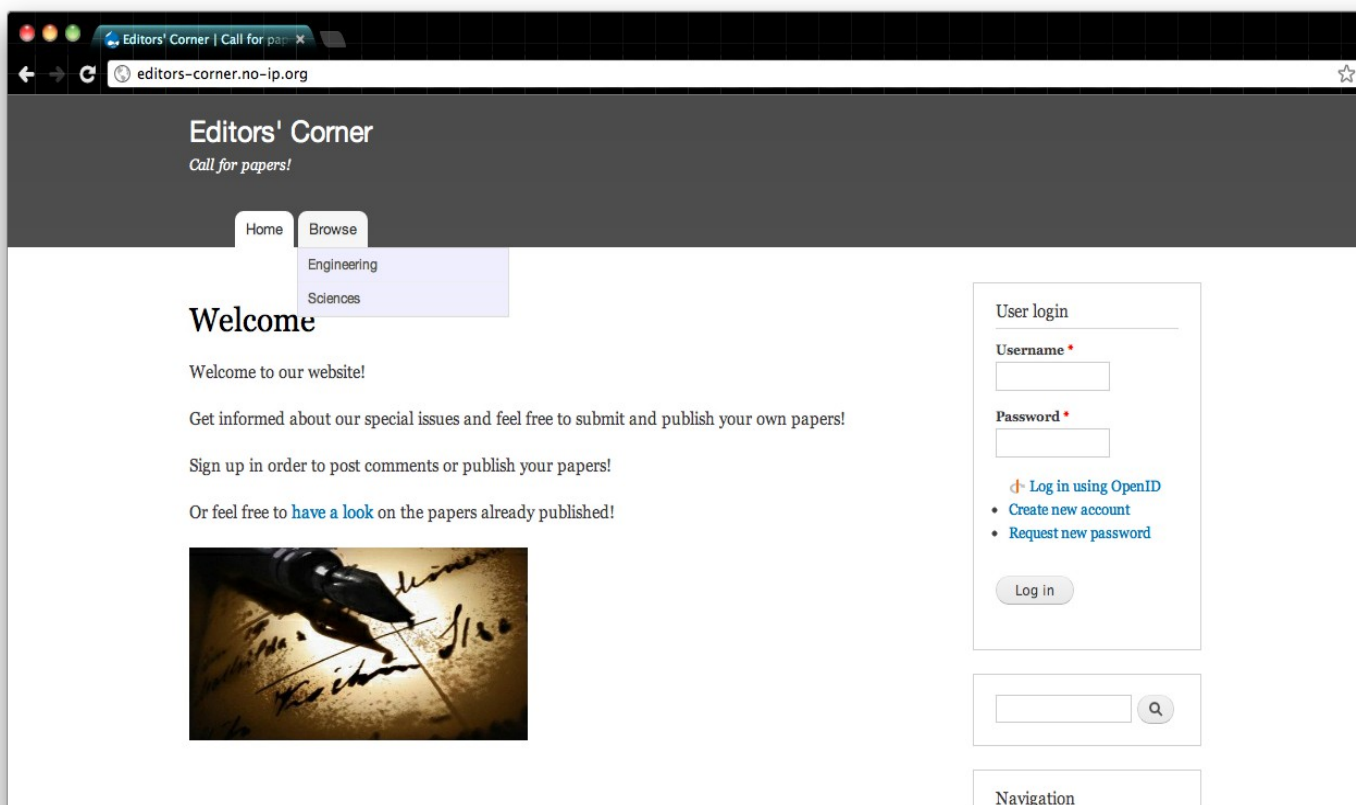 Editors' Corner | Call for pap
editors-corner.no-ip.org
Editors' Corner
Call for papers!
Home Browse
Engineering
Sciences
Welcome
Welcome to our website!
Get informed about our special issues and feel free to submit and publish your own papers!
Sign up in order to post comments or publish your papers!
Or feel free to have a look on the papers already published!
User login
Username *
Password *
Log in using OpenID
Create new account
Request new password
Log in
Navigation